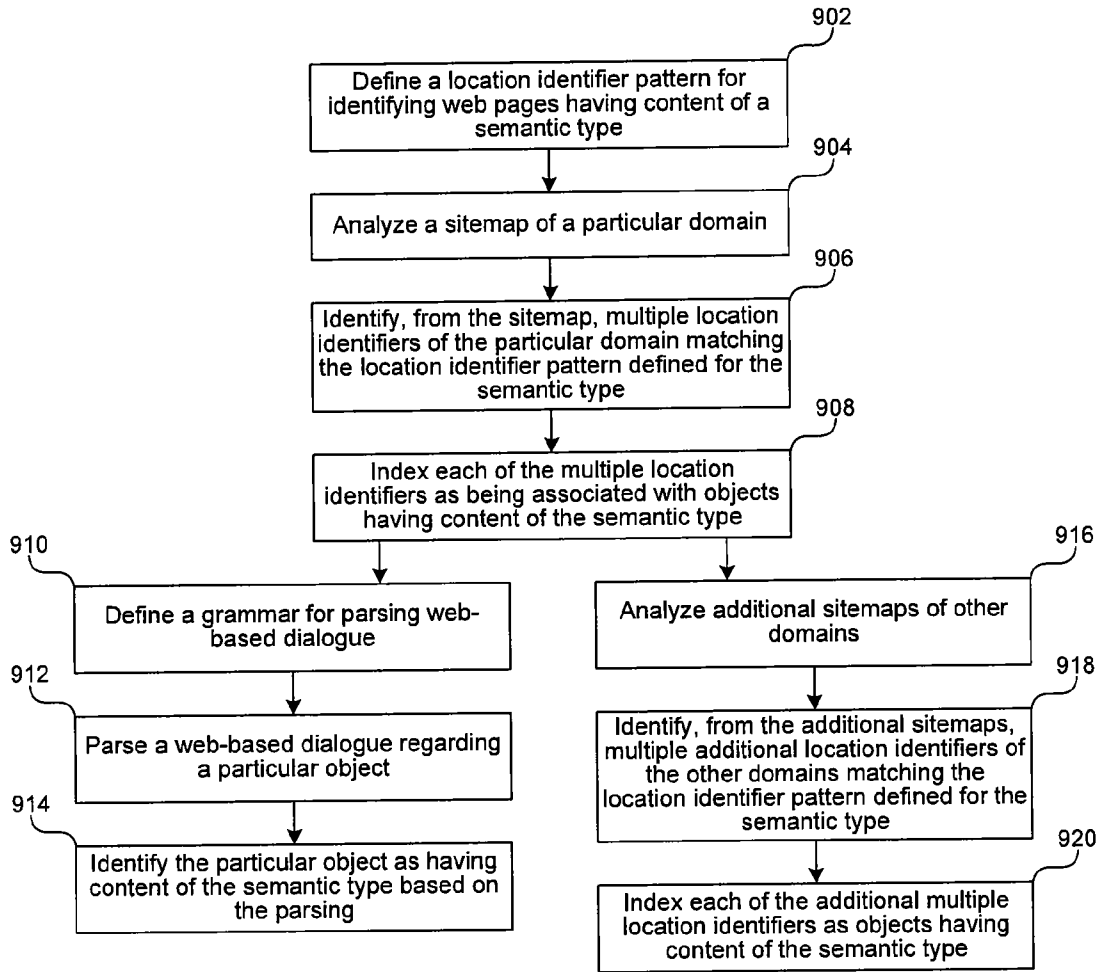 902
Define a location identifier pattern for
identifying web pages having content of a
semantic type
904
Analyze a sitemap of a particular domain
906
Identify, from the sitemap, multiple location
identifiers of the particular domain matching
the location identifier pattern defined for the
semantic type
908
Index each of the multiple location
identifiers as being associated with objects
having content of the semantic type
910
Define a grammar for parsing web-
based dialogue
912
Parse a web-based dialogue regarding
a particular object
914
Identify the particular object as having
content of the semantic type based on
the parsing
916
Analyze additional sitemaps of other
domains
918
Identify, from the additional sitemaps,
multiple additional location identifiers of
the other domains matching the
location identifier pattern defined for the
semantic type
920
Index each of the additional multiple
location identifiers as objects having
content of the semantic type